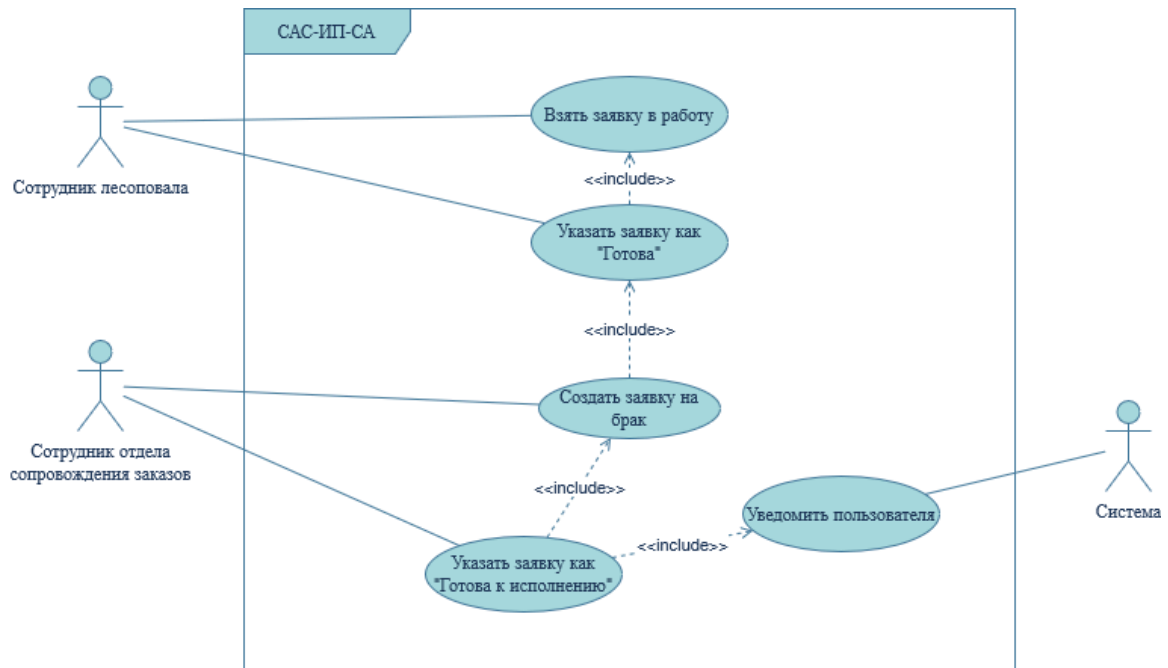 САС-ИП-СА
Взять заявку в работу
Сотрудник лесоповала
<<include>>
Указать заявку как
"Готова"
<<include>>
Создать заявку на
брак
Сотрудник отдела
сопровождения заказов
<<include>>
Уведомить пользователя
Система
<<include>>
Указать заявку как
"Готова к исполнению"